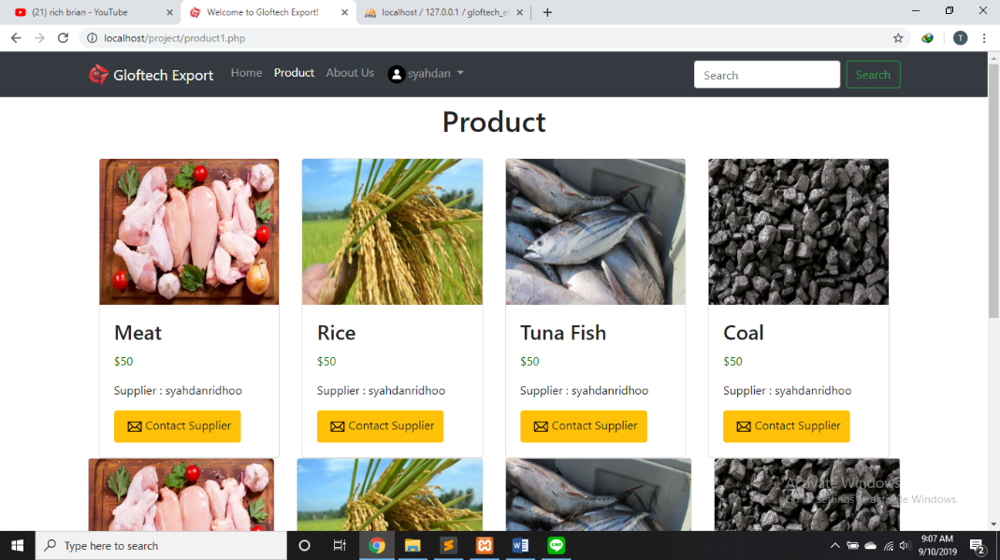 (21) rich brian - YouTube
Welcome to Gloftech Export!
localhost / 127.0.0.1 / gloftech_e
localhost/project/product1.php
T
Gloftech Export
Home
Product
About Us
syahdan
Search
Search
Product
Meat
$50
Supplier : syahdanridhoo
Contact Supplier
Rice
$50
Supplier : syahdanridhoo
Contact Supplier
Tuna Fish
$50
Supplier : syahdanridhoo
Contact Supplier
Coal
$50
Supplier : syahdanridhoo
Contact Supplier
Activate Windows
Go to Settings to activate Windows.
Type here to search
LINE
9:07 AM
9/10/2019
2